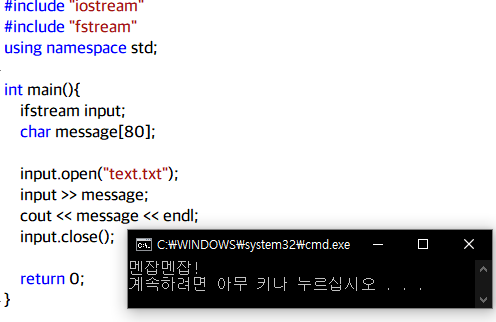 #include "iostream"
#include "fstream"
using namespace std;
int main(){
ifstream input;
char message[80];
input.open("text.txt");
input >> message;
cout << message << endl;
input.close();
return 0;
}
C:₩WINDOWS₩system32₩cmd.exe
멘잡멘잡!
계속하려면 아무 키나 누르십시오 . . .